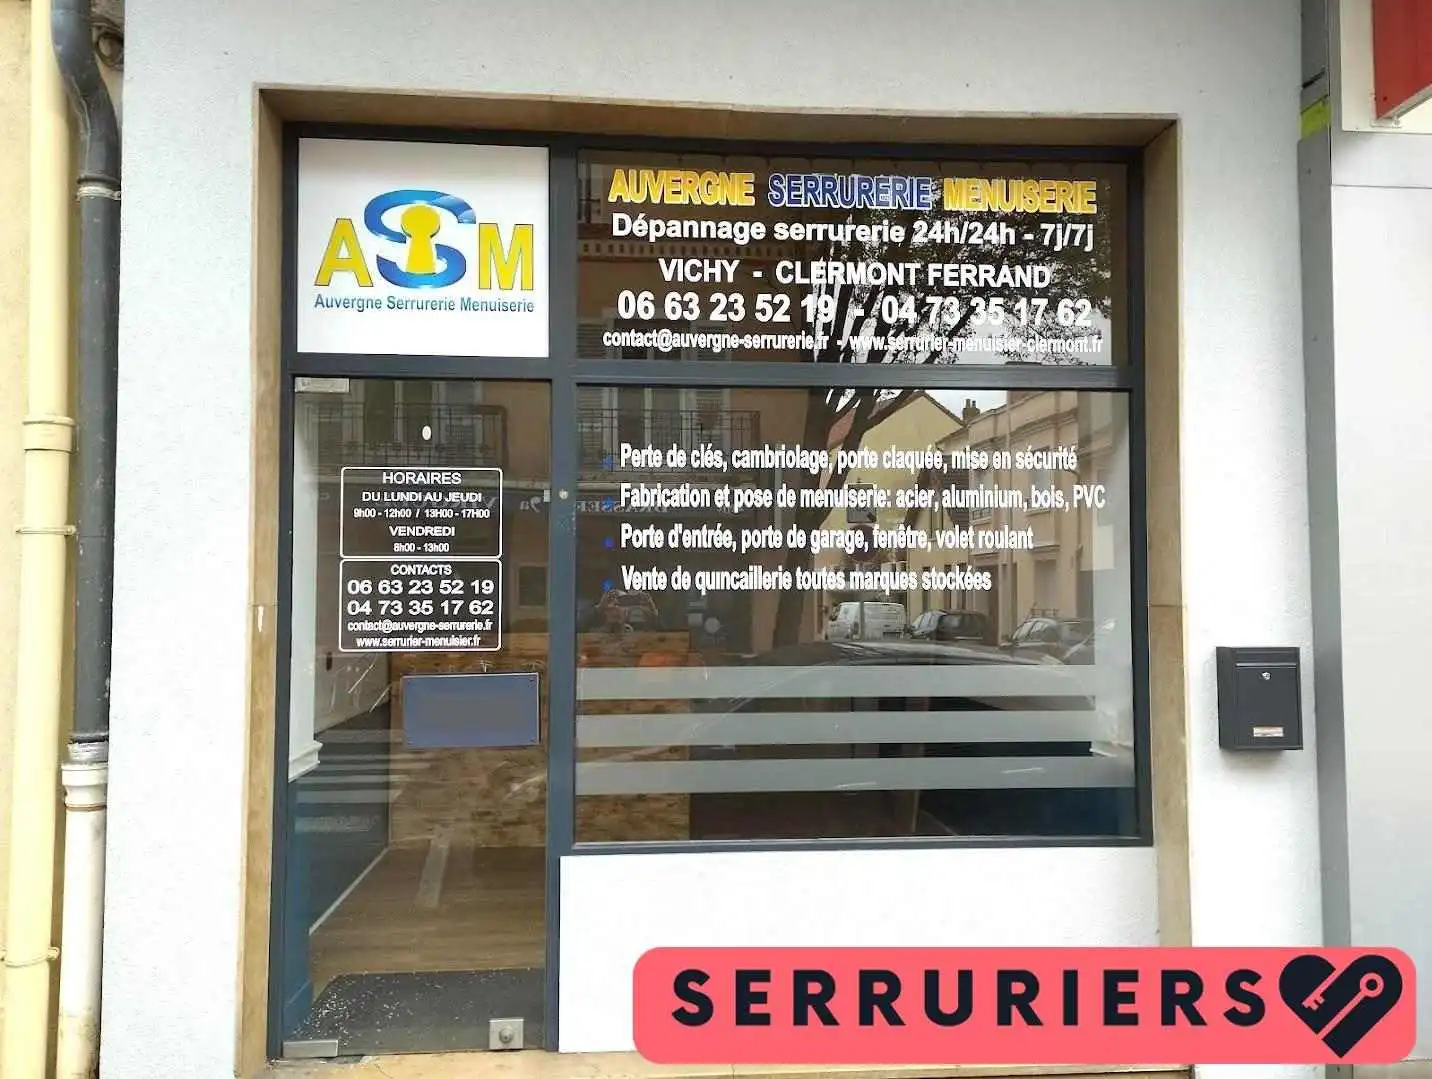 ASM
Auvergne Serrurerie Menuiserie
AUVERGNE SERRURERIE MENUISERIE
Dépannage serrurerie 24h/24h - 7j/7j
VICHY - CLERMONT FERRAND
06 63 23 52 19 - 04 73 35 17 62
contact@auvergne-serrurerie.fr - www.serrurier-menuisier-clermont.fr
Perte de clés, cambriolage, porte claquée, mise en sécurité
Fabrication et pose de menuiserie: acier, aluminium, bois, PVC
Porte d'entrée, porte de garage, fenêtre, volet roulant
Vente de quincaillerie toutes marques stockées
HORAIRES
DU LUNDI AU JEUDI
9h00 - 12h00 / 13H00 - 17H00
VENDREDI
8h00 - 13h00
CONTACTS
06 63 23 52 19
04 73 35 17 62
contact@auvergne-serrurerie.fr
www.serrurier-menuisier.fr
SERRURIERS